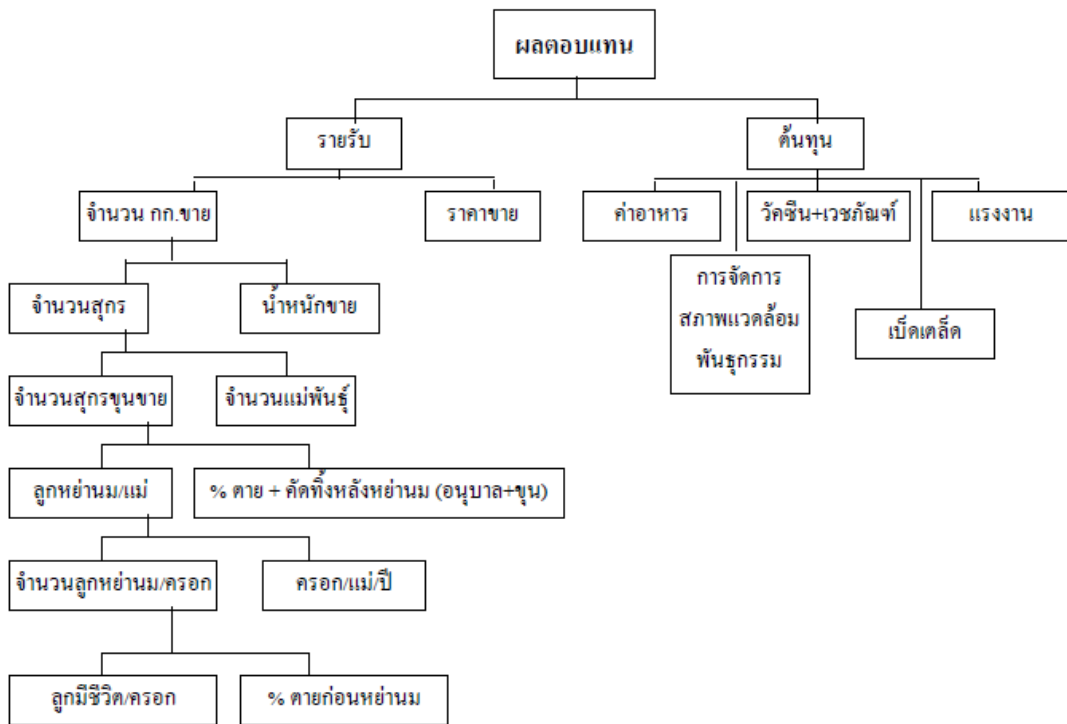 ผลตอบแทน
รายรับ
ต้นทุน
จำนวน กก.ขาย
ราคาขาย
ค่าอาหาร
วัคซีน+เวชภัณฑ์
แรงงาน
การจัดการ
สภาพแวดล้อม
พันธุกรรม
เบ็ดเตล็ด
จำนวนสุกร
น้ำหนักขาย
จำนวนสุกรขุนขาย
จำนวนแม่พันธุ์
ลูกหย่านม/แม่
% ตาย + คัดทิ้งหลังหย่านม (อนุบาล+ขุน)
จำนวนลูกหย่านม/ครอก
ครอก/แม่/ปี
ลูกมีชีวิต/ครอก
% ตายก่อนหย่านม